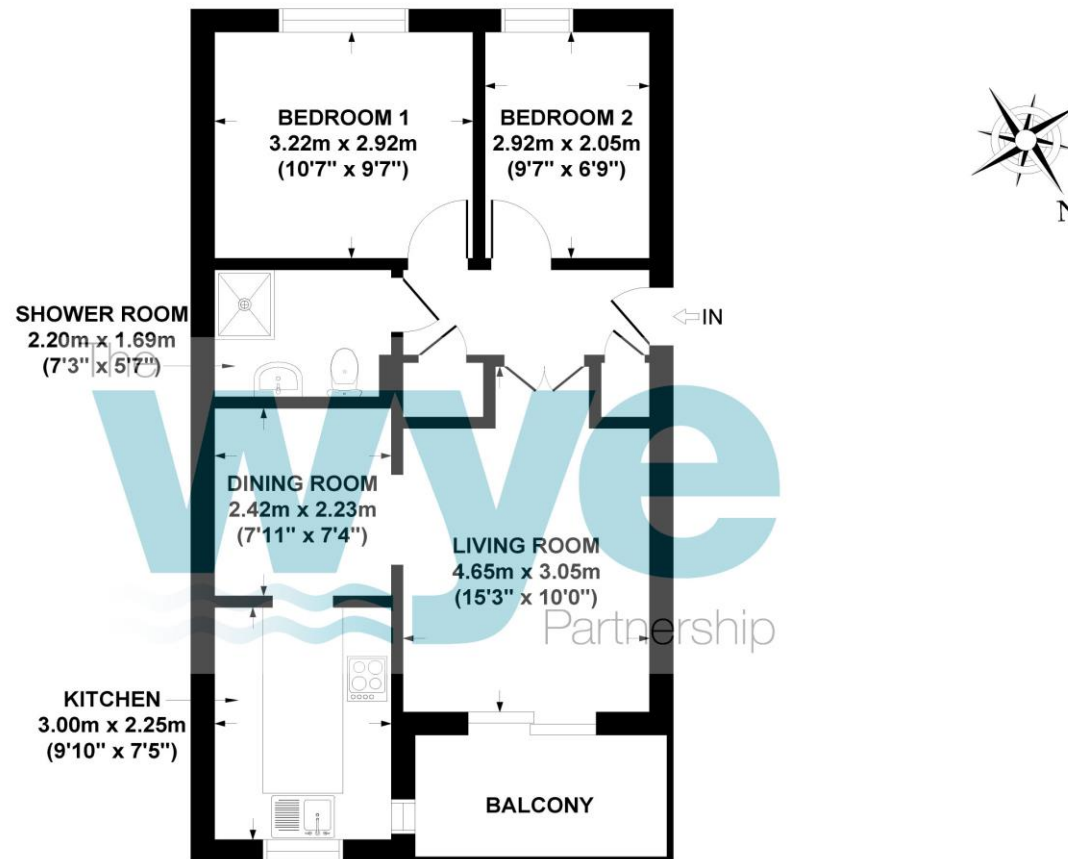 BEDROOM 1
3.22m x 2.92m
(10'7" x 9'7")
BEDROOM 2
2.92m x 2.05m
(9'7" x 6'9")
N
SHOWER ROOM
2.20m x 1.69m
(7'3" x 5'7")
IN
The
wye
Partnership
DINING ROOM
2.42m x 2.23m
(7'11" x 7'4")
LIVING ROOM
4.65m x 3.05m
(15'3" x 10'0")
KITCHEN
3.00m x 2.25m
(9'10" x 7'5")
BALCONY